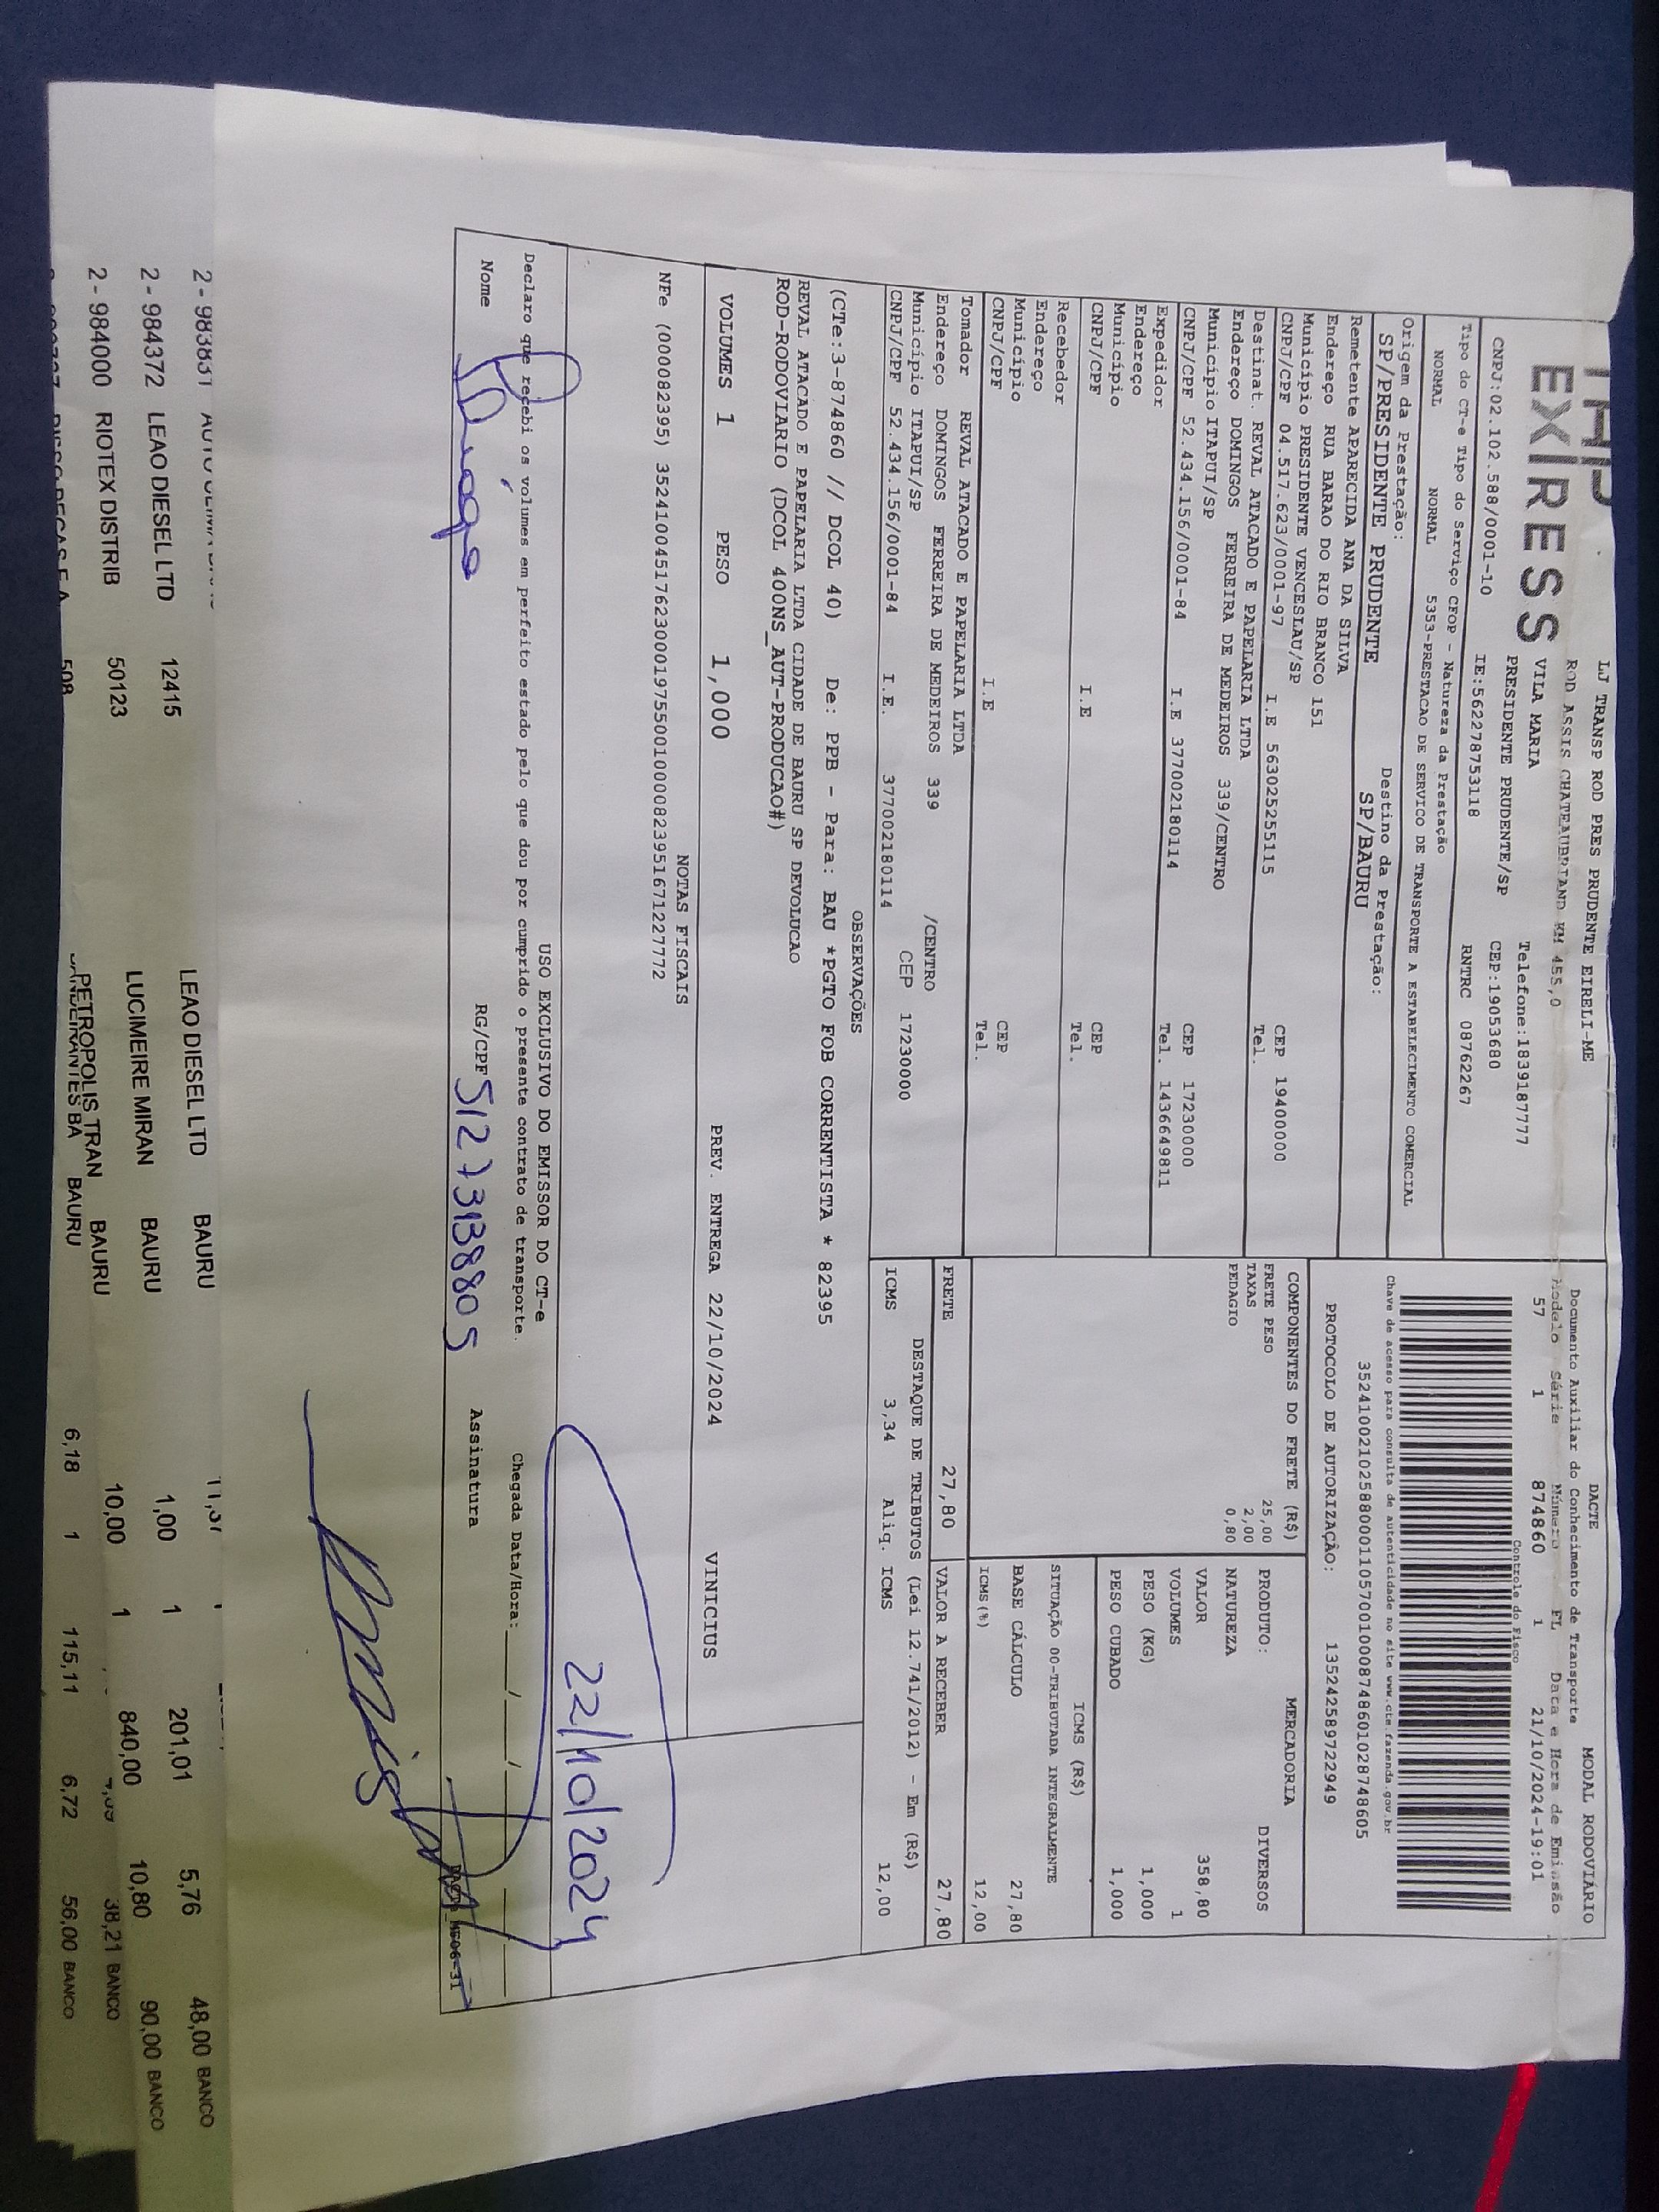 EXPRESS
LJ TRANSP ROD PRES PRUDENTE EIRELI-ME
ROD ASSIS CHATEAUBRIAND KM 455,0
VILA MARIA Telefone:1839187777
PRESIDENTE PRUDENTE/SP CEP:19053680
CNPJ:02.102.588/0001-10 IE:562278753118 RNTRC 08762267
DACTE MODAL RODOVIÁRIO
Documento Auxiliar do Conhecimento de Transporte
Modelo Série Número FL Data e Hora de Emissão
57 1 874860 1 21/10/2024-19:01
Controle do Fisco
Chave de acesso para consulta de autenticidade no site www.cte.fazenda.gov.br
35241002102588000110570010008748601028748605
PROTOCOLO DE AUTORIZAÇÃO: 135242589722949
Tipo do CT-e Tipo do Serviço CFOP - Natureza da Prestação
NORMAL NORMAL 5353-PRESTACAO DE SERVICO DE TRANSPORTE A ESTABELECIMENTO COMERCIAL
Origem da Prestação: Destino da Prestação:
SP/PRESIDENTE PRUDENTE SP/BAURU
Remetente APARECIDA ANA DA SILVA
Endereço RUA BARAO DO RIO BRANCO 151
Município PRESIDENTE VENCESLAU/SP CEP 19400000
CNPJ/CPF 04.517.623/0001-97 I.E 563025255115 Tel.
Destinat. REVAL ATACADO E PAPELARIA LTDA
Endereço DOMINGOS FERREIRA DE MEDEIROS 339/CENTRO
Município ITAPUI/SP CEP 17230000
CNPJ/CPF 52.434.156/0001-84 I.E 377002180114 Tel. 1436649811
Expedidor
Endereço
Município CEP
CNPJ/CPF I.E Tel.
Recebedor
Endereço
Município CEP
CNPJ/CPF I.E Tel.
Tomador REVAL ATACADO E PAPELARIA LTDA
Endereço DOMINGOS FERREIRA DE MEDEIROS 339 /CENTRO
Município ITAPUI/SP CEP 17230000
CNPJ/CPF 52.434.156/0001-84 I.E. 377002180114
COMPONENTES DO FRETE (R$)
FRETE PESO 25,00
TAXAS 2,00
PEDAGIO 0,80
MERCADORIA
PRODUTO: DIVERSOS
NATUREZA
VALOR 358,80
VOLUMES 1
PESO (KG) 1,000
PESO CUBADO 1,000
ICMS (R$)
SITUAÇÃO 00-TRIBUTADA INTEGRALMENTE
BASE CÁLCULO 27,80
ICMS(%) 12,00
FRETE 27,80 VALOR A RECEBER 27,80
DESTAQUE DE TRIBUTOS (Lei 12.741/2012) - Em (R$)
ICMS 3,34 Aliq. ICMS 12,00
OBSERVAÇÕES
(CTe:3-874860 // DCOL 40) De: PPB - Para: BAU *PGTO FOB CORRENTISTA * 82395
REVAL ATACADO E PAPELARIA LTDA CIDADE DE BAURU SP DEVOLUCAO
ROD-RODOVIARIO (DCOL 400NS_AUT-PRODUCAO#)
VOLUMES 1 PESO 1,000 PREV. ENTREGA 22/10/2024 VINICIUS
NOTAS FISCAIS
NFe (000082395) 35241004517623000197550010000823951671227772
22/10/2024
USO EXCLUSIVO DO EMISSOR DO CT-e
Declaro que recebi os volumes em perfeito estado pelo que dou por cumprido o presente contrato de transporte. Chegada Data/Hora: / /
Nome RG/CPF 512731388805 Assinatura
LEAO DIESEL LTD BAURU 1 201,01 5,76 48,00 BANCO
2 - 984372 LEAO DIESEL LTD 12415 LUCIMEIRE MIRAN BAURU 1,00 1 840,00 10,80 90,00 BANCO
2 - 984000 RIOTEX DISTRIB 50123 PETROPOLIS TRAN BAURU 10,00 38,21 BANCO
508 BAURU 6,18 1 115,11 6,72 56,00 BANCO